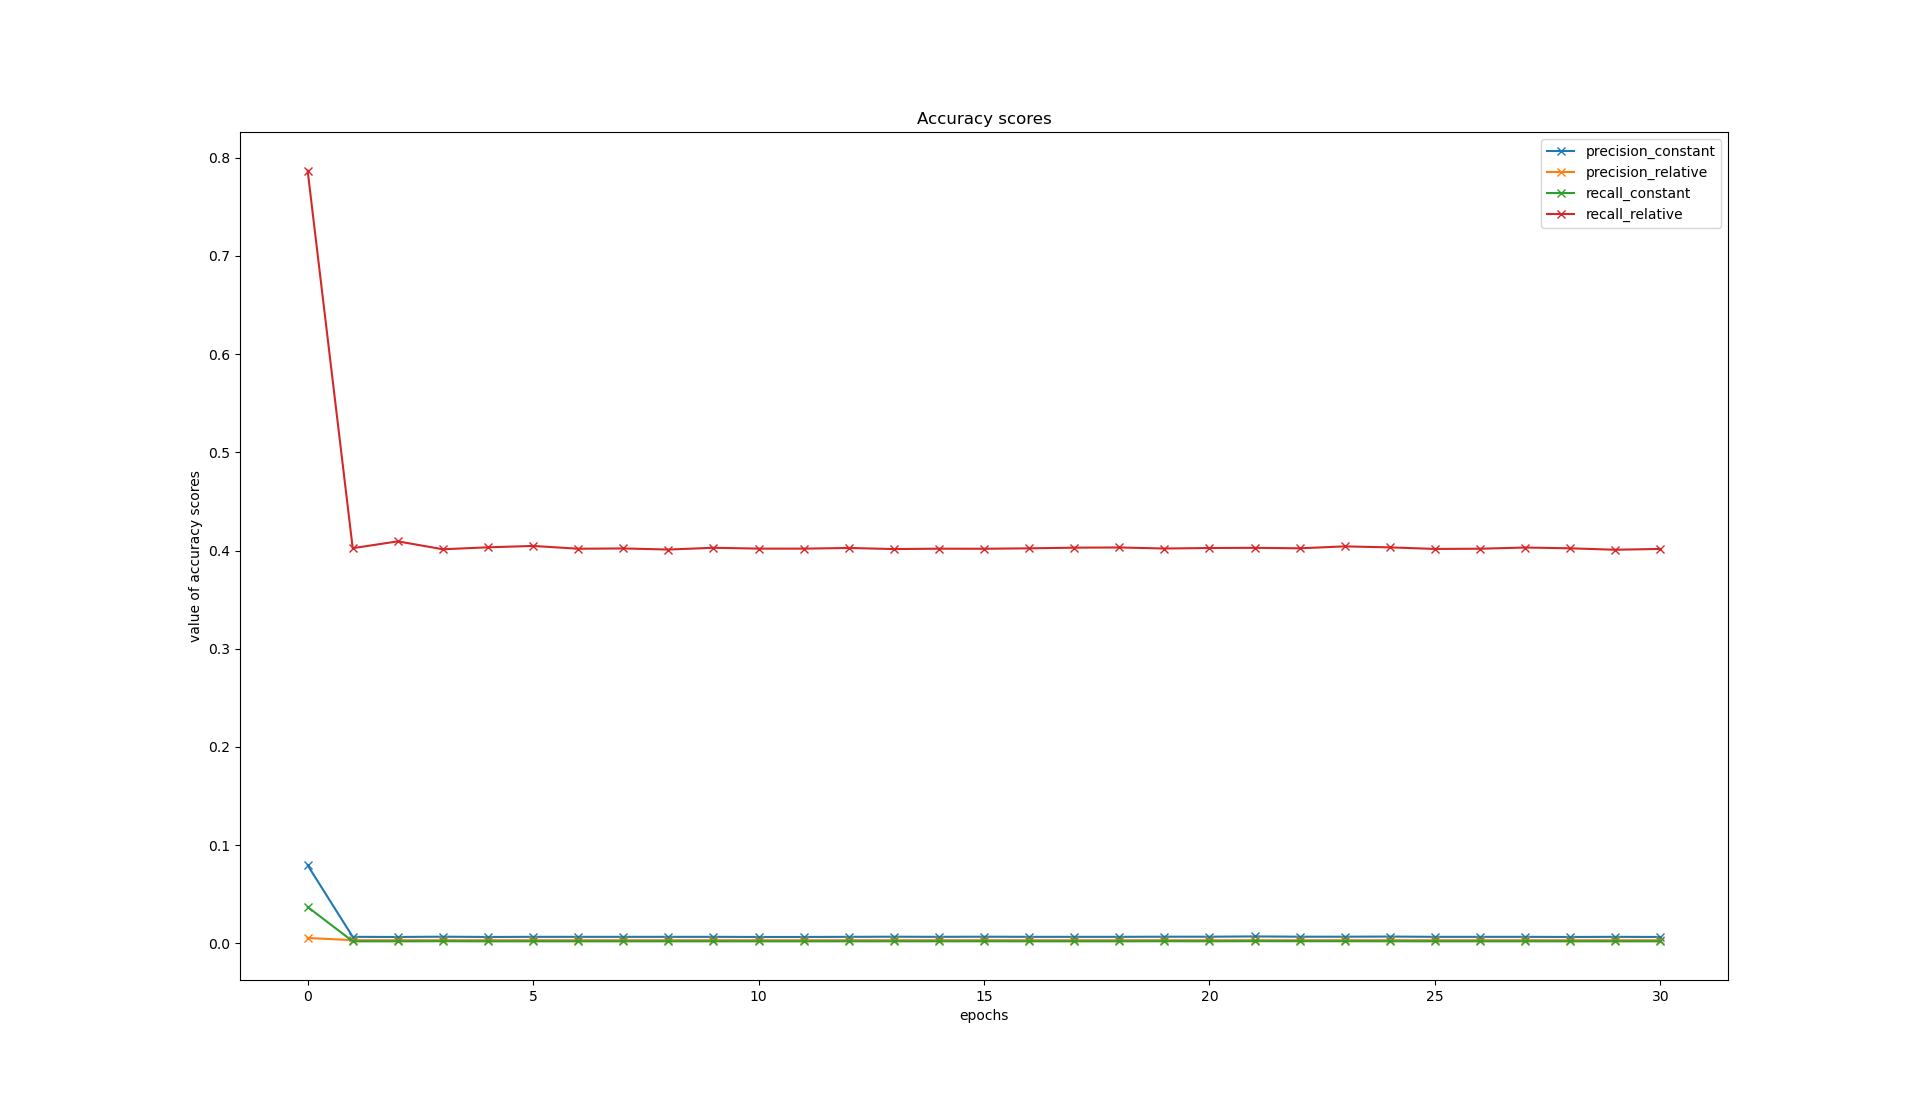 Accuracy scores
precision_constant
precision_relative
recall_constant
recall_relative
value of accuracy scores
0.8
0.7
0.6
0.5
0.4
0.3
0.2
0.1
0.0
0 5 10 15 20 25 30
epochs